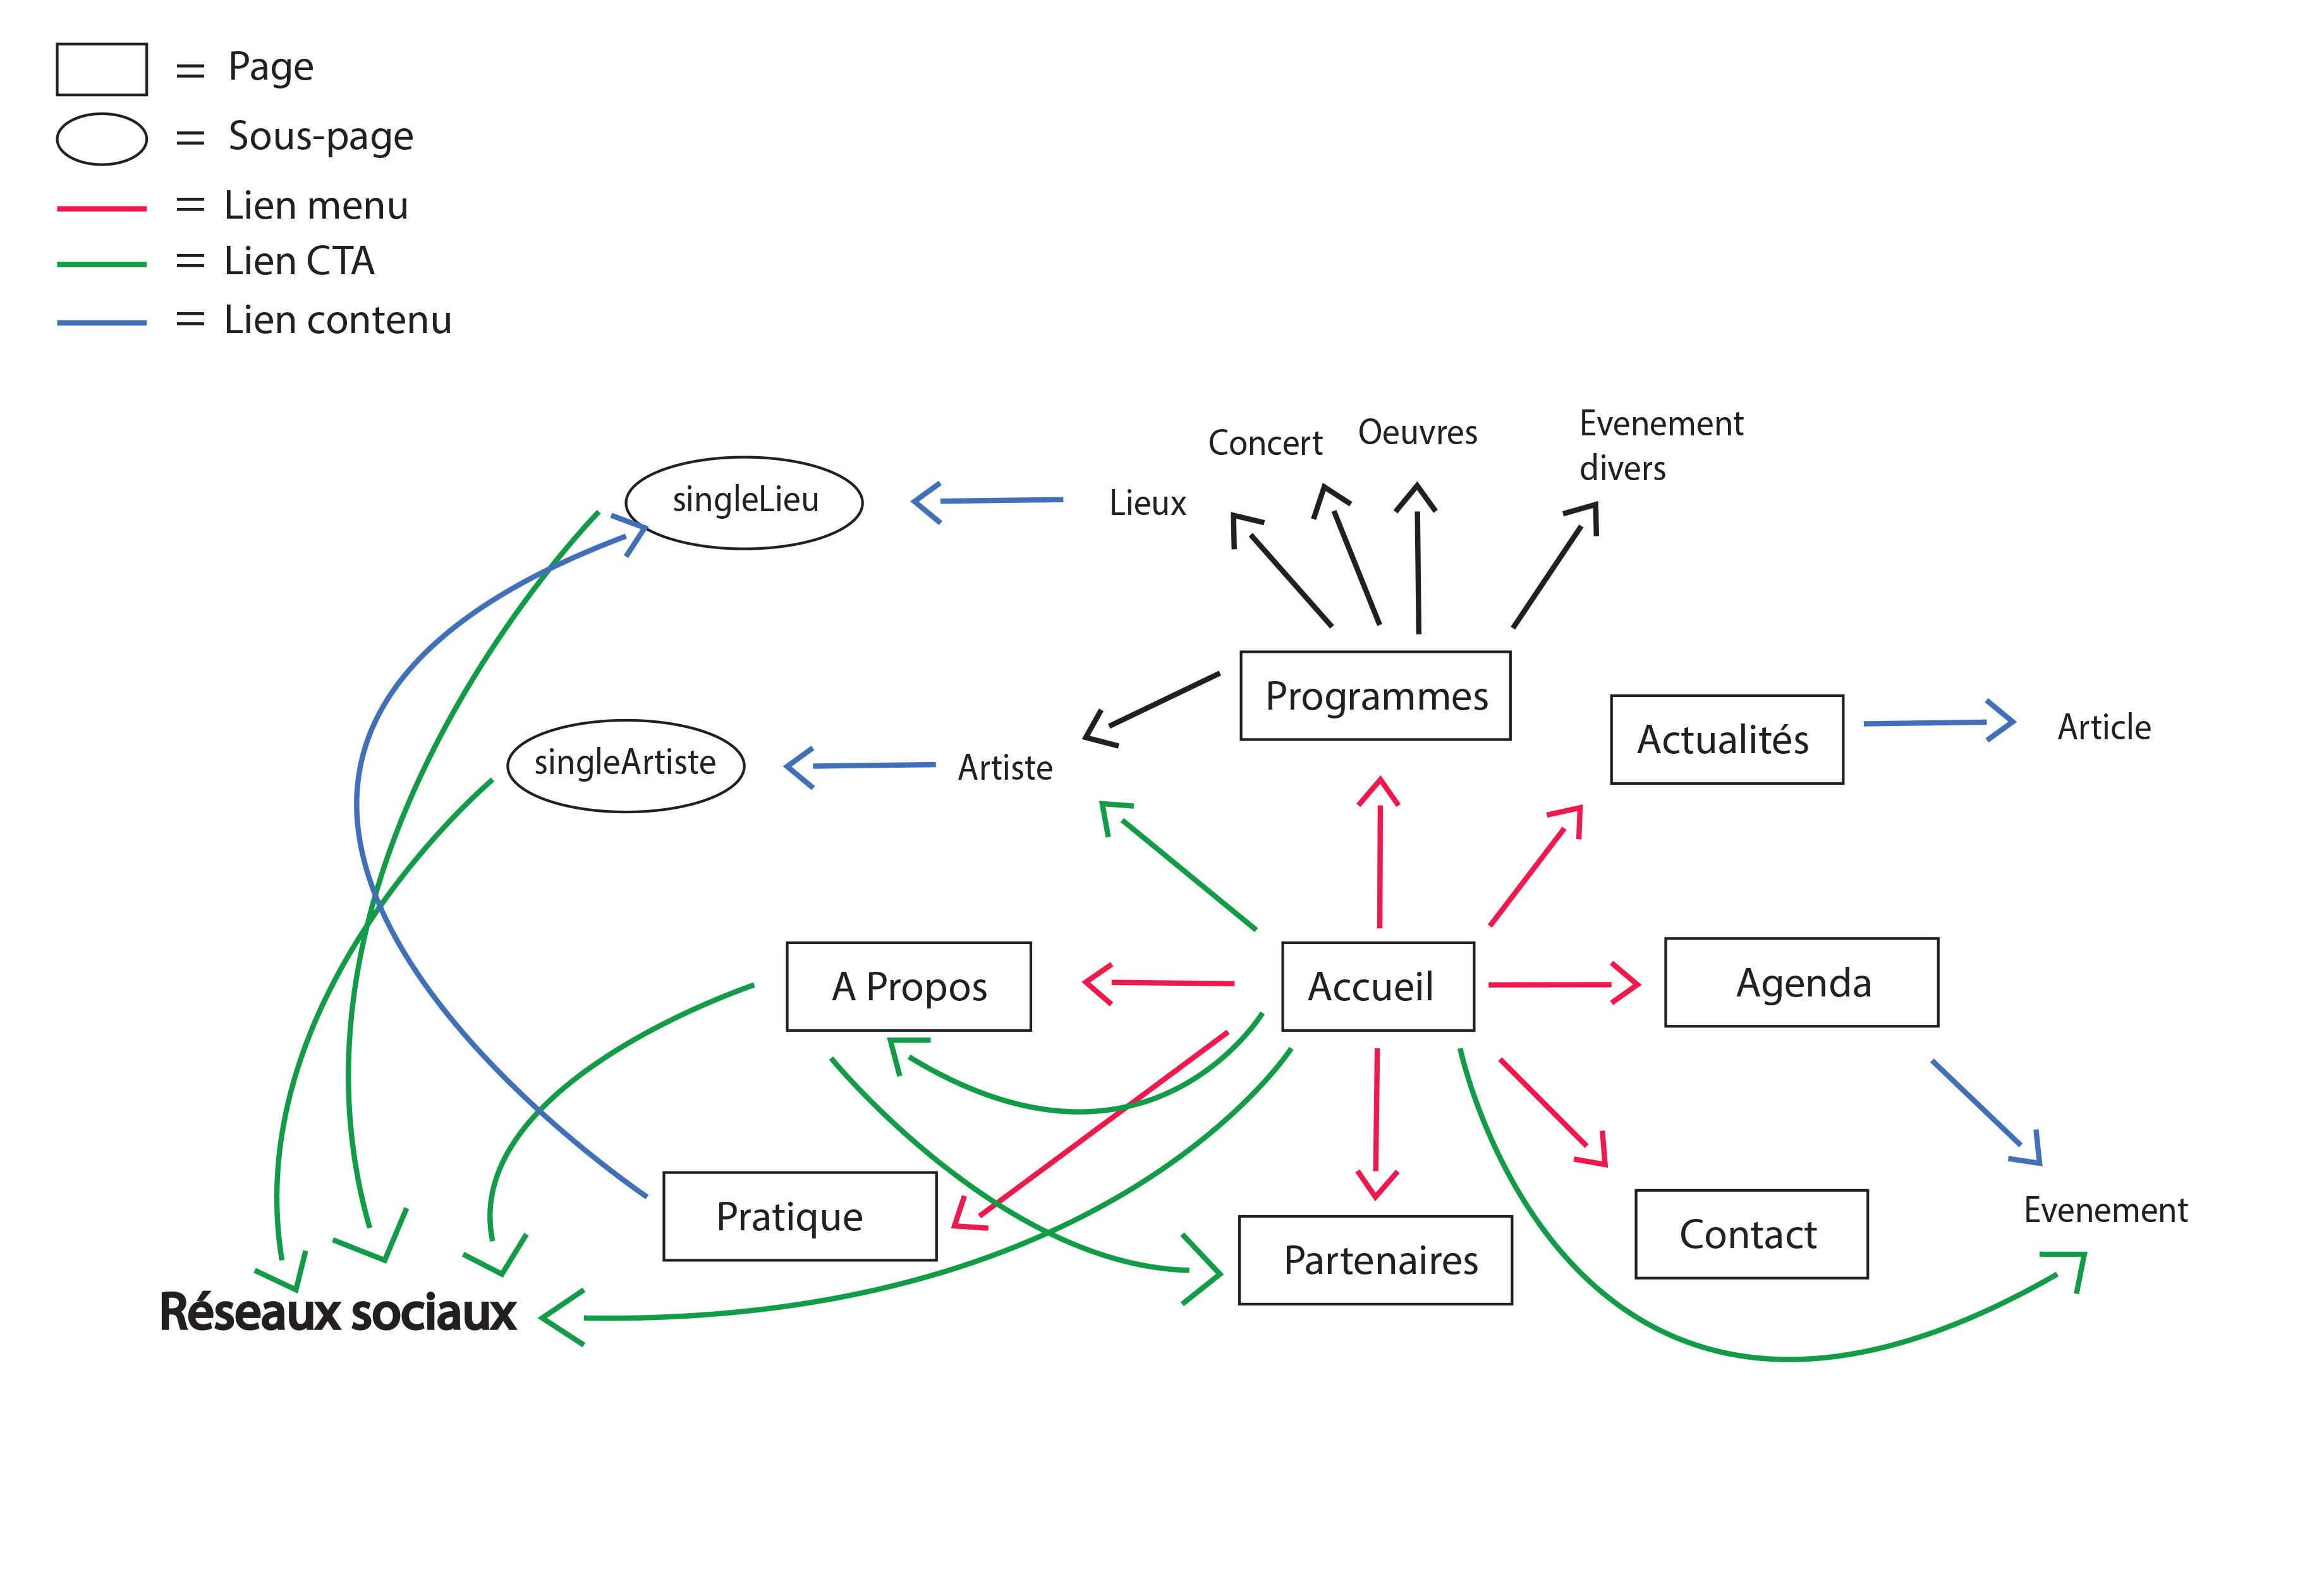 = Page
= Sous-page
= Lien menu
= Lien CTA
= Lien contenu
Evenement
divers
Oeuvres
Concert
Lieux
singleLieu
Programmes
Actualités
Article
singleArtiste
Artiste
A Propos
Accueil
Agenda
Pratique
Partenaires
Contact
Evenement
Réseaux sociaux